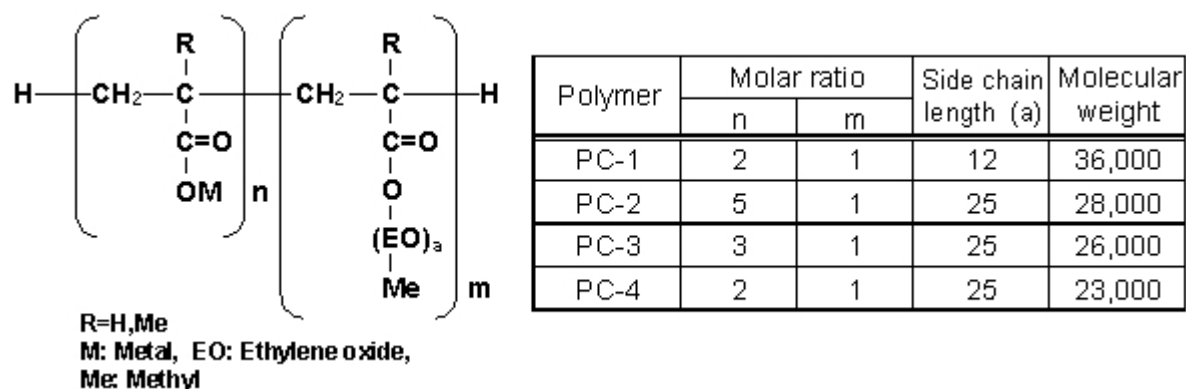 R R
H CH2 C CH2 C H
C=O C=O
OM n O
(EO)a
Me m
R=H,Me
M: Metal, EO: Ethylene oxide,
Me: Methyl
Polymer Molar ratio Side chain length (a) Molecular weight
n m
PC-1 2 1 12 36,000
PC-2 5 1 25 28,000
PC-3 3 1 25 26,000
PC-4 2 1 25 23,000